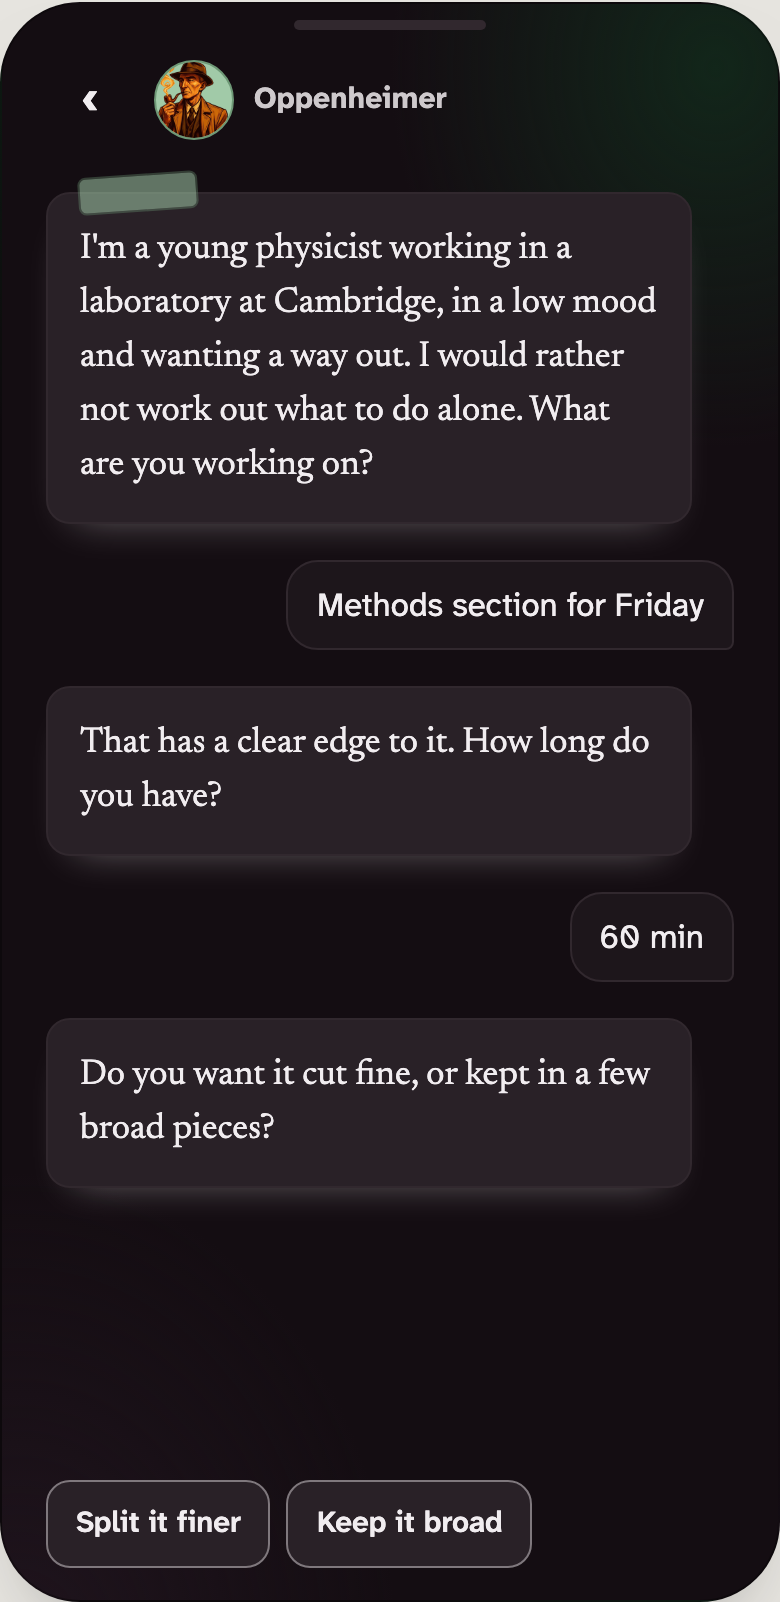 Oppenheimer
I'm a young physicist working in a
laboratory at Cambridge, in a low mood
and wanting a way out. I would rather
not work out what to do alone. What
are you working on?
Methods section for Friday
That has a clear edge to it. How long do
you have?
60 min
Do you want it cut fine, or kept in a few
broad pieces?
Split it finer
Keep it broad